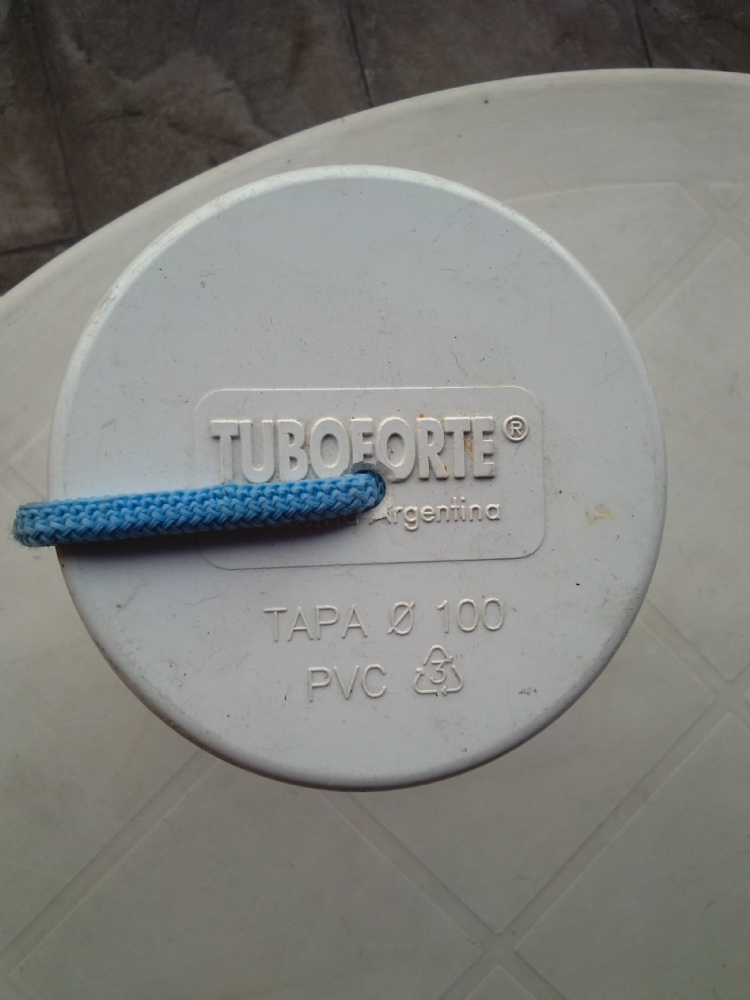 TUBOFORTE®
Argentina
TAPA Ø 100
PVC 3